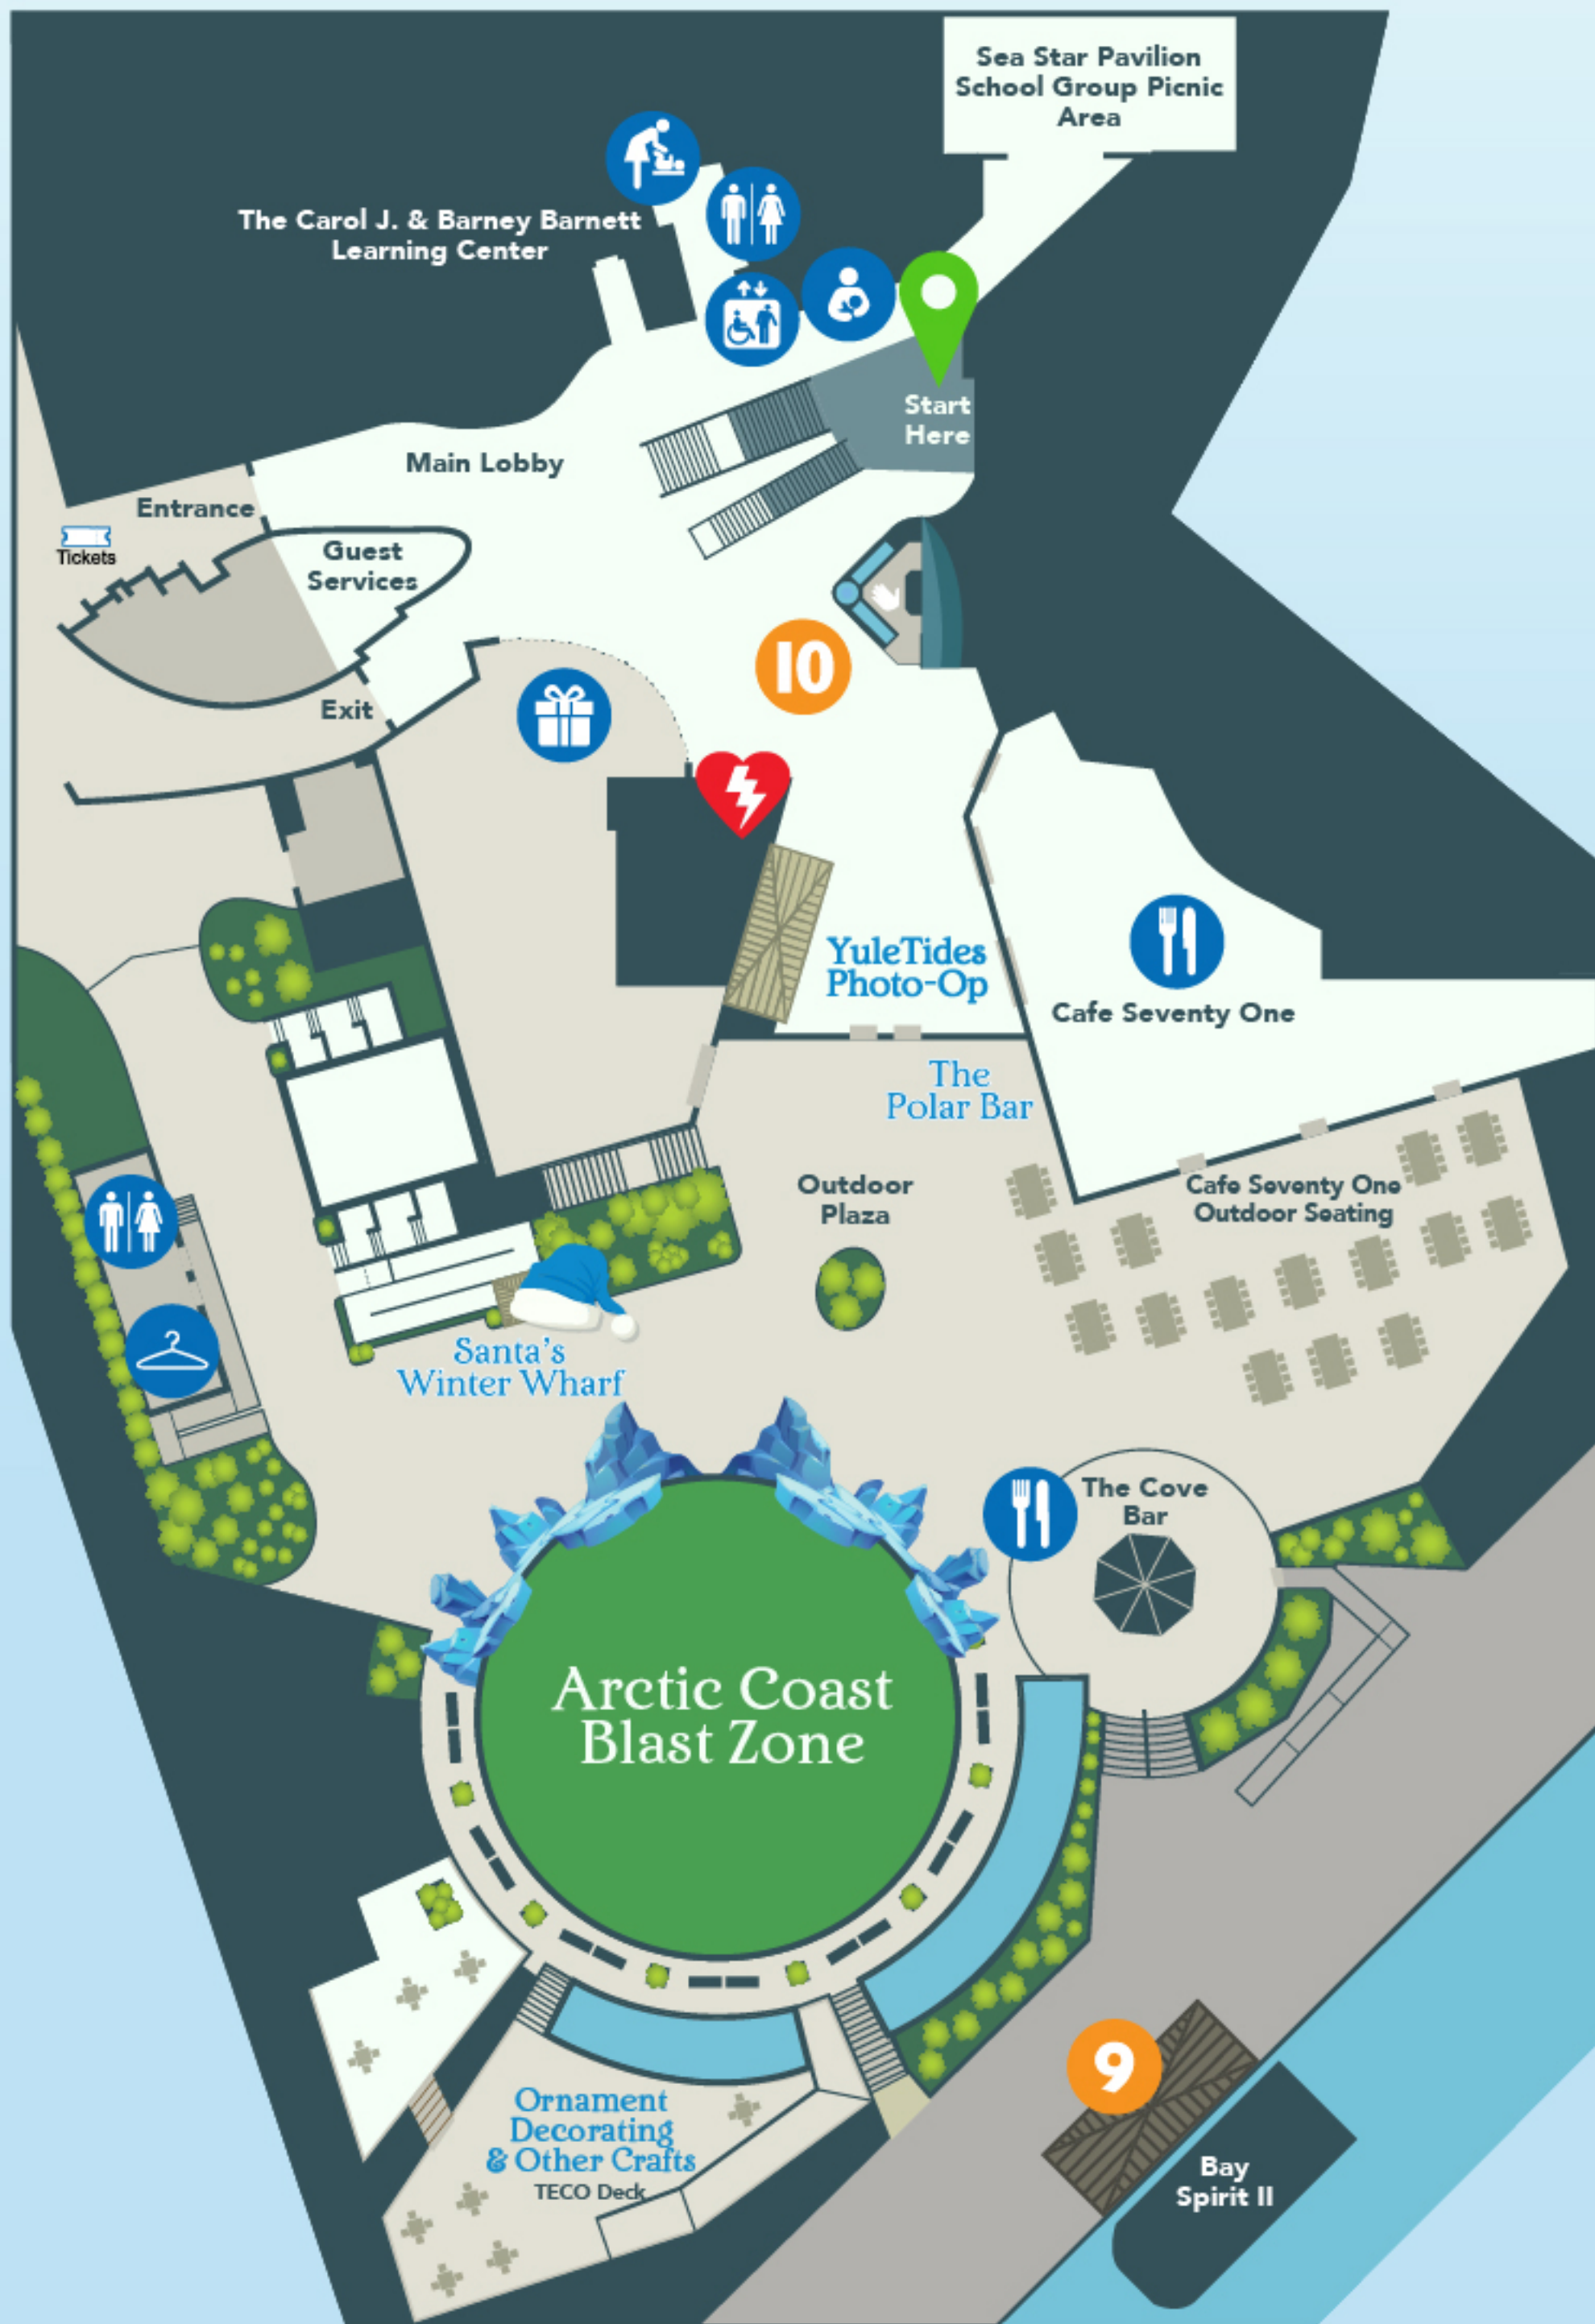 Sea Star Pavilion
School Group Picnic
Area
The Carol J. & Barney Barnett
Learning Center
Start
Here
Main Lobby
Entrance
Tickets
Guest
Services
10
Exit
YuleTides
Photo-Op
Cafe Seventy One
The
Polar Bar
Outdoor
Plaza
Cafe Seventy One
Outdoor Seating
Santa's
Winter Wharf
The Cove
Bar
Arctic Coast
Blast Zone
9
Ornament
Decorating
& Other Crafts
TECO Deck
Bay
Spirit II